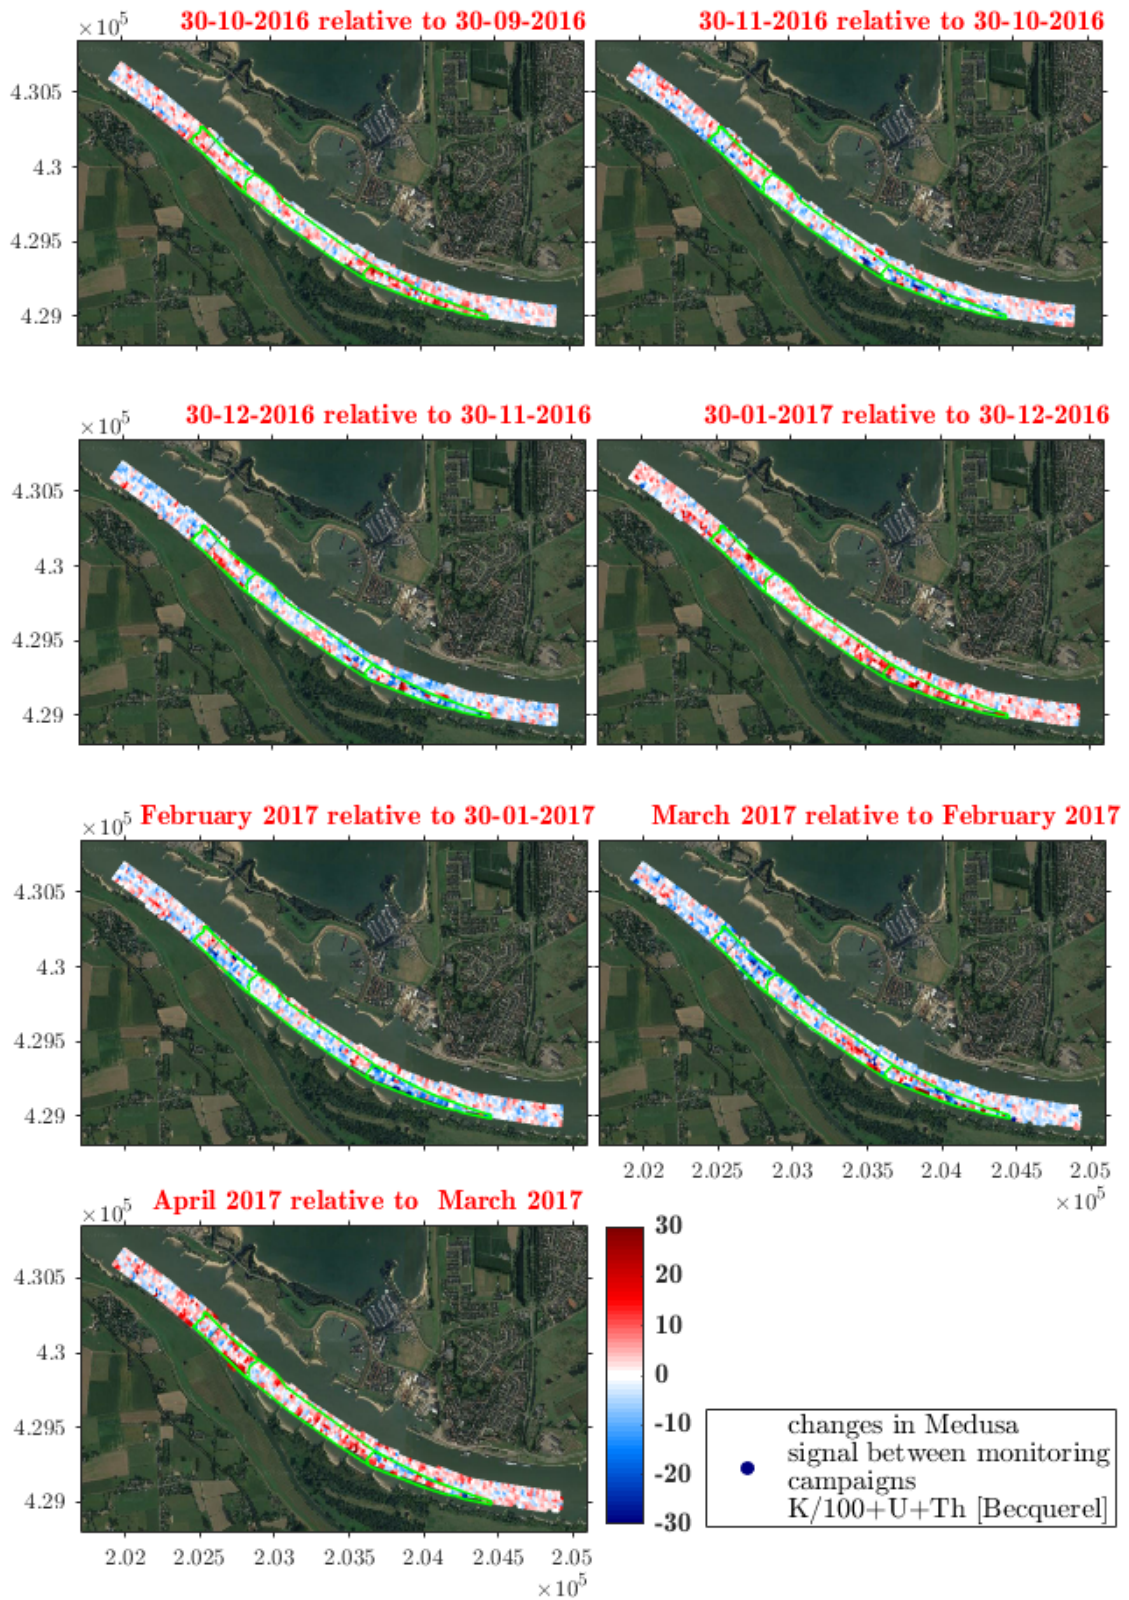 30-10-2016 relative to 30-09-2016
30-11-2016 relative to 30-10-2016
×10⁵
4.305
4.3
4.295
4.29
30-12-2016 relative to 30-11-2016
30-01-2017 relative to 30-12-2016
×10⁵
4.305
4.3
4.295
4.29
February 2017 relative to 30-01-2017
March 2017 relative to February 2017
×10⁵
4.305
4.3
4.295
4.29
2.02 2.025 2.03 2.035 2.04 2.045 2.05
×10⁵
April 2017 relative to March 2017
×10⁵
4.305
4.3
4.295
4.29
2.02 2.025 2.03 2.035 2.04 2.045 2.05
×10⁵
30
20
10
0
-10
-20
-30
changes in Medusa
signal between monitoring
campaigns
K/100+U+Th [Becquerel]